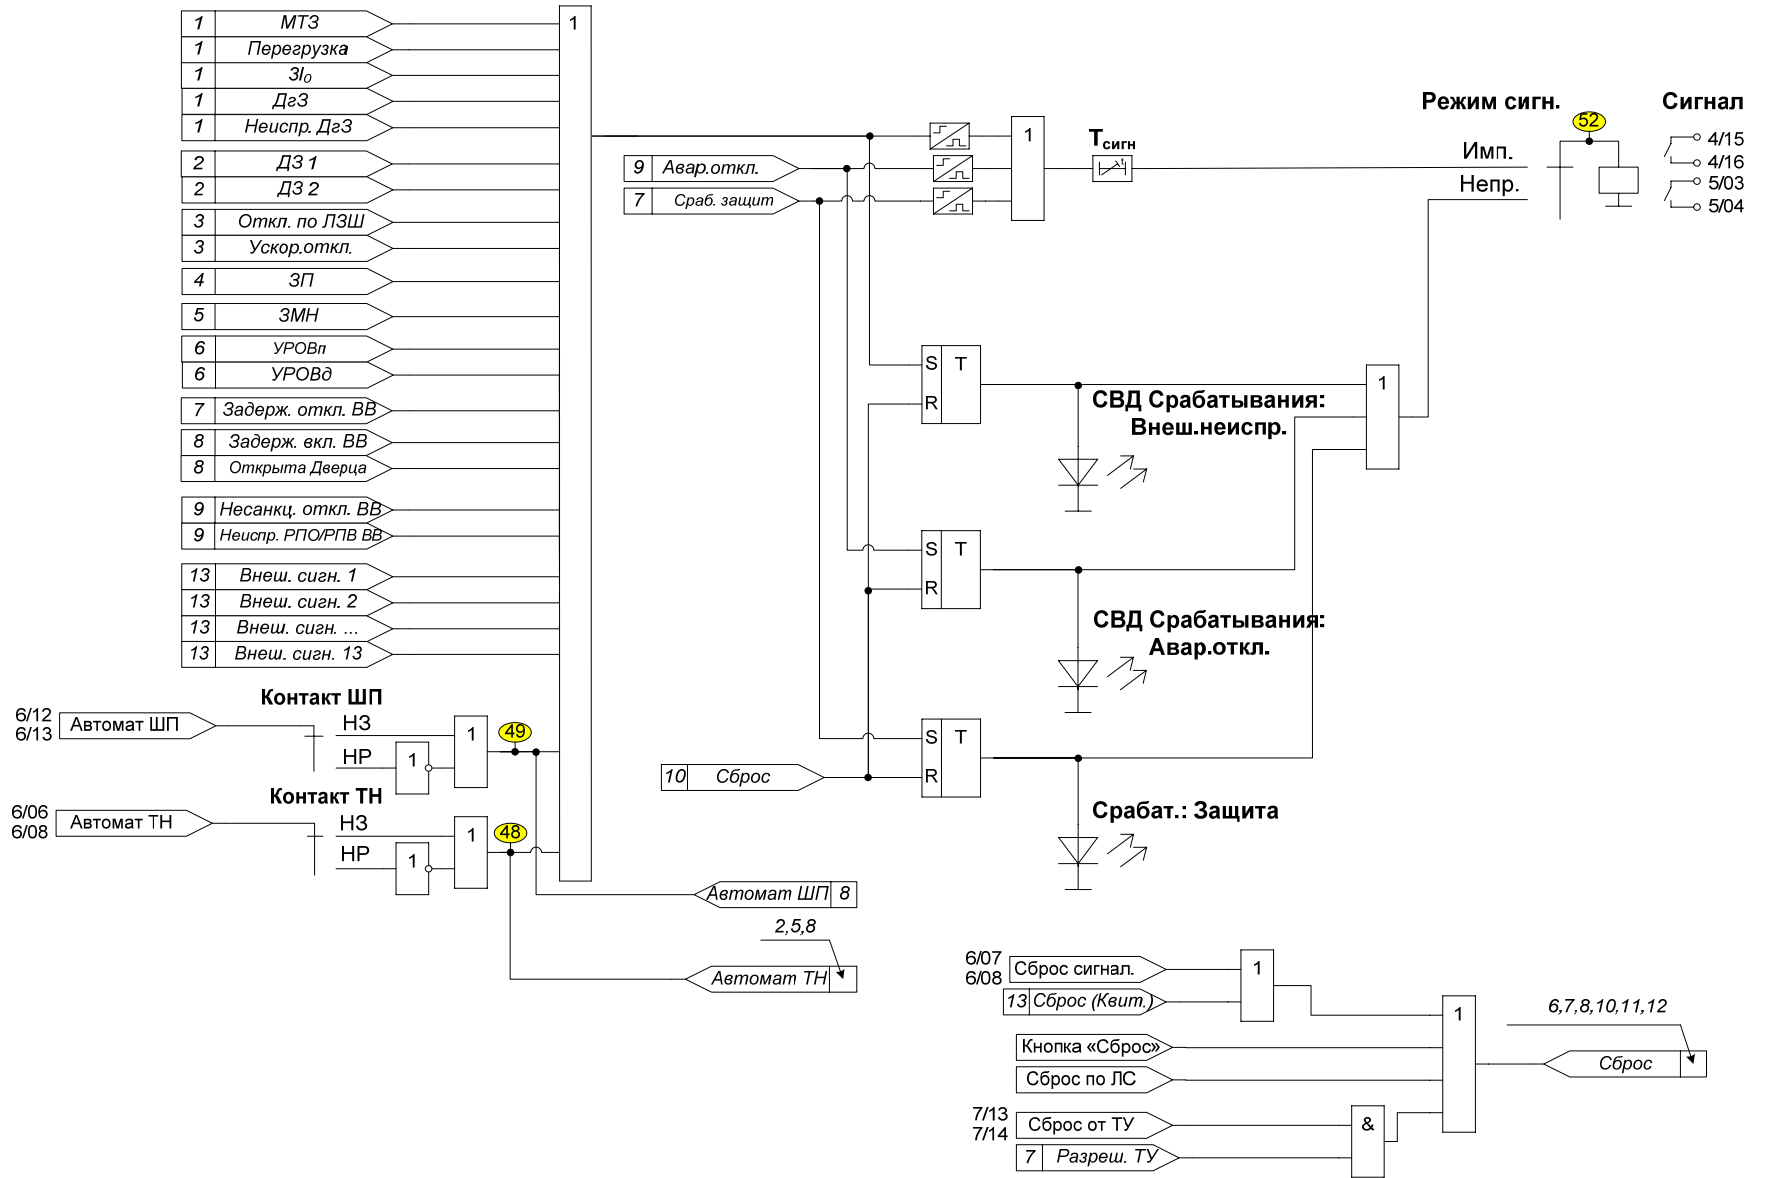 1 МТЗ
1 Перегрузка
1 3I₀
1 ДгЗ
1 Неиспр. ДгЗ
2 ДЗ 1
2 ДЗ 2
3 Откл. по ЛЗШ
3 Ускор.откл.
4 ЗП
5 ЗМН
6 УРОВп
6 УРОВд
7 Задерж. откл. ВВ
8 Задерж. вкл. ВВ
8 Открыта Дверца
9 Несанкц. откл. ВВ
9 Неиспр. РПО/РПВ ВВ
13 Внеш. сигн. 1
13 Внеш. сигн. 2
13 Внеш. сигн. ...
13 Внеш. сигн. 13
1
Контакт ШП
6/12
6/13
Автомат ШП
НЗ
НР
1
1
49
Контакт ТН
6/06
6/08
Автомат ТН
НЗ
НР
1
1
48
Автомат ШП 8
2,5,8
Автомат ТН
9 Авар.откл.
7 Сраб. защит
1
Tсигн
Режим сигн.
52
Имп.
Непр.
Сигнал
4/15
4/16
5/03
5/04
S T
R
СВД Срабатывания:
Внеш.неиспр.
1
S T
R
СВД Срабатывания:
Авар.откл.
S T
R
10 Сброс
Срабат.: Защита
6/07
6/08
Сброс сигнал.
13 Сброс (Квит.)
1
Кнопка «Сброс»
Сброс по ЛС
7/13
7/14
Сброс от ТУ
7 Разреш. ТУ
&
1
6,7,8,10,11,12
Сброс